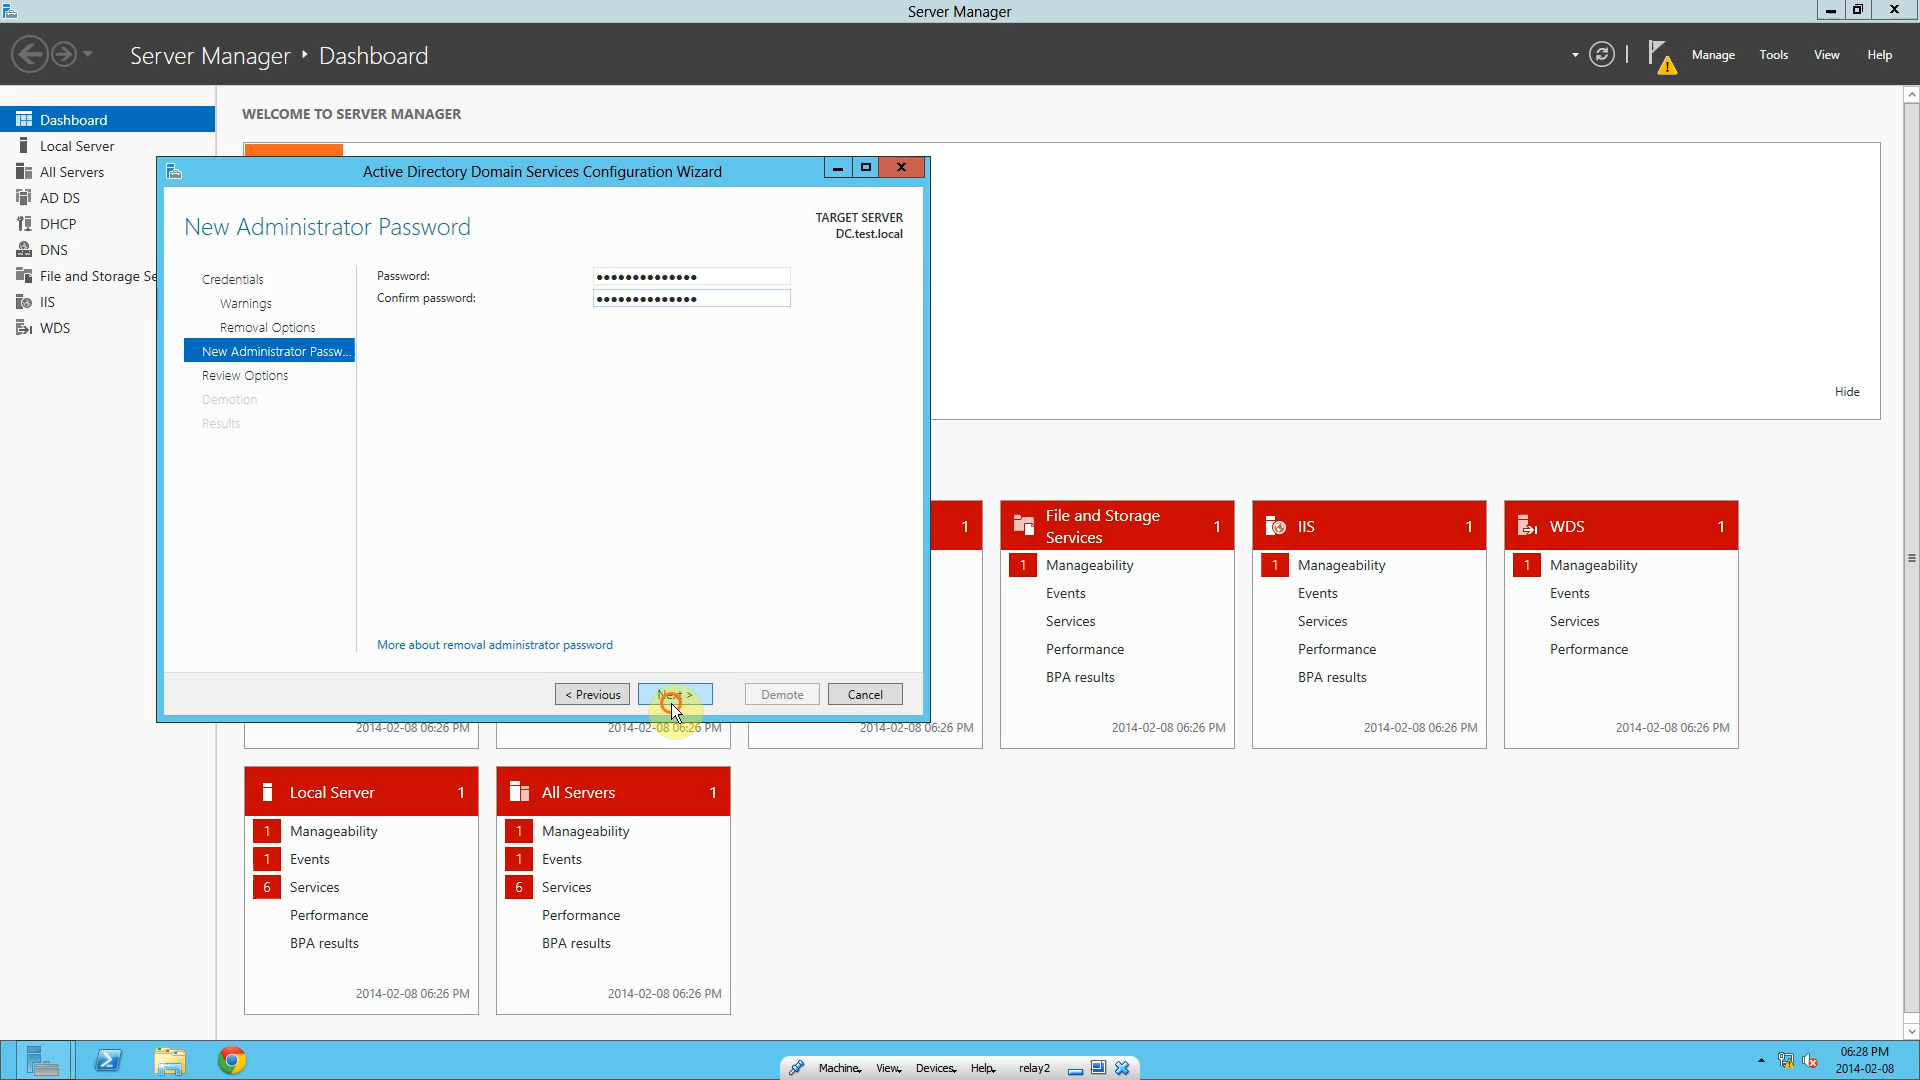 Server Manager
Server Manager ‣ Dashboard
Manage Tools View Help
Dashboard
Local Server
All Servers
AD DS
DHCP
DNS
File and Storage Se
IIS
WDS
WELCOME TO SERVER MANAGER
Hide
Active Directory Domain Services Configuration Wizard
New Administrator Password
TARGET SERVER
DC.test.local
Credentials
Warnings
Removal Options
New Administrator Passw...
Review Options
Demotion
Results
Password: ●●●●●●●●●●●●●●
Confirm password: ●●●●●●●●●●●●●●
More about removal administrator password
< Previous Next > Demote Cancel
1
2014-02-08 06:26 PM
2014-02-08 06:26 PM
2014-02-08 06:26 PM
File and Storage
Services 1
1 Manageability
Events
Services
Performance
BPA results
2014-02-08 06:26 PM
IIS 1
1 Manageability
Events
Services
Performance
BPA results
2014-02-08 06:26 PM
WDS 1
1 Manageability
Events
Services
Performance
2014-02-08 06:26 PM
Local Server 1
1 Manageability
1 Events
6 Services
Performance
BPA results
2014-02-08 06:26 PM
All Servers 1
1 Manageability
1 Events
6 Services
Performance
BPA results
2014-02-08 06:26 PM
Machine View Devices Help relay2
06:28 PM
2014-02-08